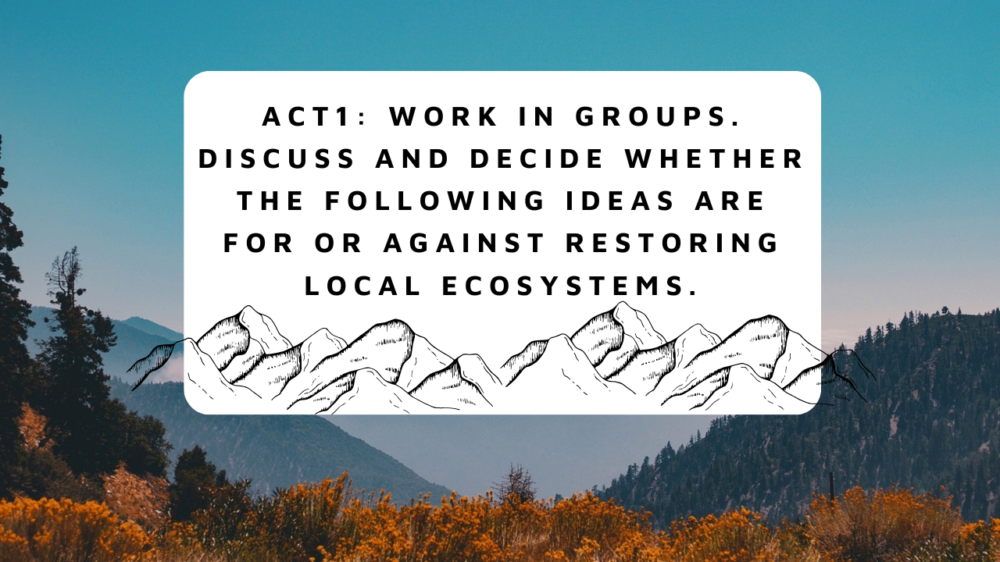 ACT1: WORK IN GROUPS.
DISCUSS AND DECIDE WHETHER
THE FOLLOWING IDEAS ARE
FOR OR AGAINST RESTORING
LOCAL ECOSYSTEMS.